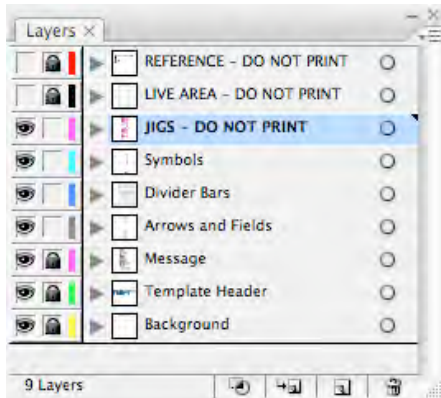 Layers ×
REFERENCE – DO NOT PRINT
LIVE AREA – DO NOT PRINT
JIGS – DO NOT PRINT
Symbols
Divider Bars
Arrows and Fields
Message
Template Header
Background
9 Layers